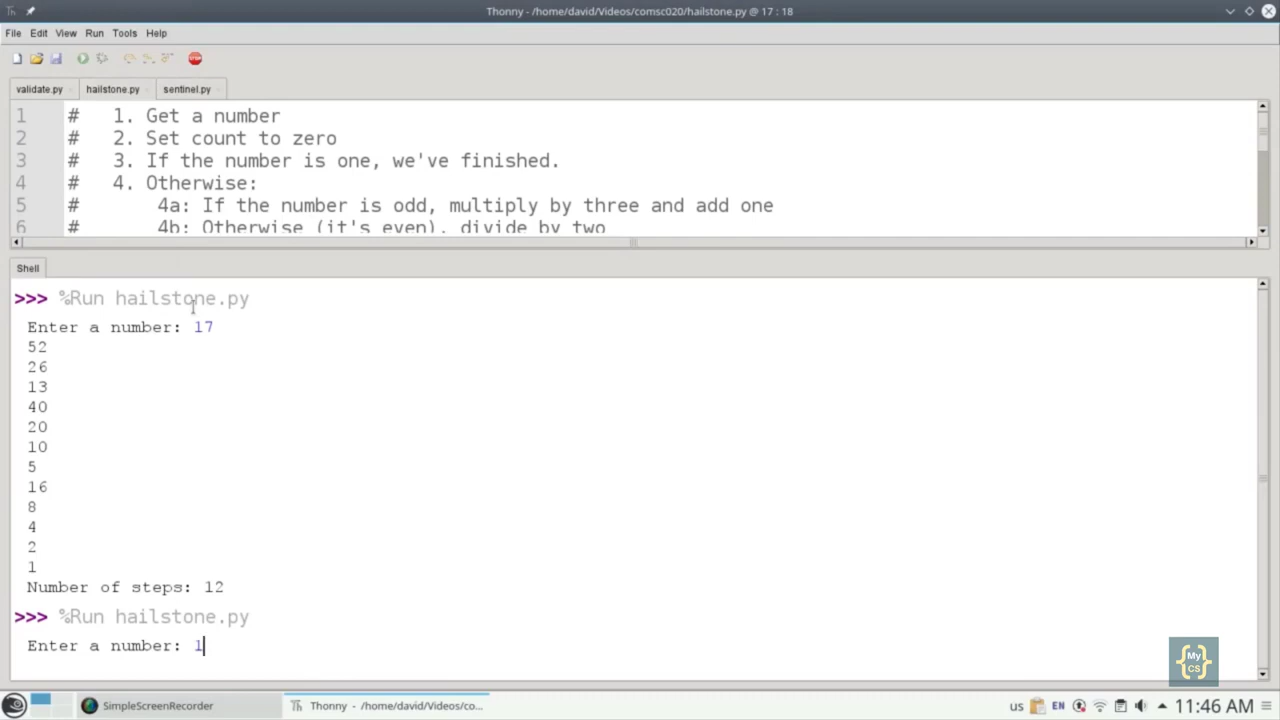 Thonny - /home/david/Videos/comsc020/hailstone.py @ 17 : 18
File Edit View Run Tools Help
validate.py hailstone.py sentinel.py
1 # 1. Get a number
2 # 2. Set count to zero
3 # 3. If the number is one, we've finished.
4 # 4. Otherwise:
5 # 4a: If the number is odd, multiply by three and add one
6 # 4b: Otherwise (it's even), divide by two
Shell
>>> %Run hailstone.py
Enter a number: 17
52
26
13
40
20
10
5
16
8
4
2
1
Number of steps: 12
>>> %Run hailstone.py
Enter a number: 1
{My CS}
SimpleScreenRecorder Thonny - /home/david/Videos/co... us EN 11:46 AM